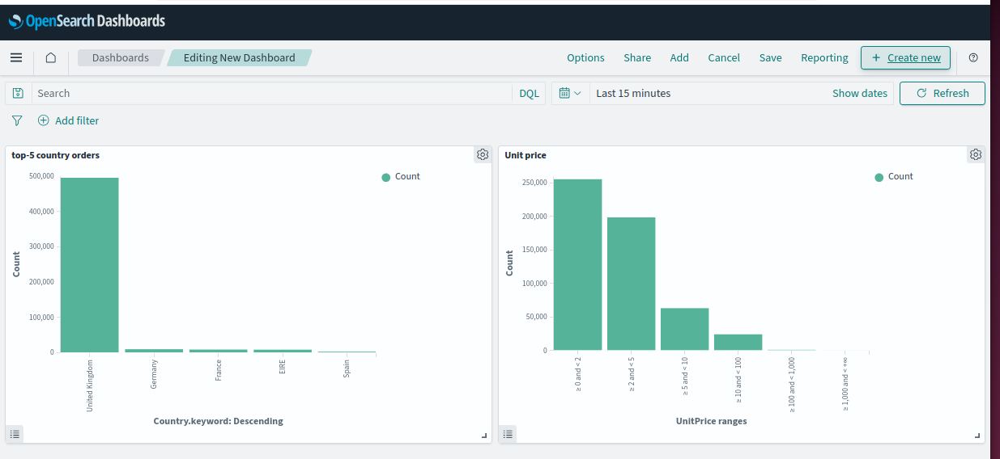 OpenSearch Dashboards
Dashboards
Editing New Dashboard
Options
Share
Add
Cancel
Save
Reporting
Create new
Search
DQL
Last 15 minutes
Show dates
Refresh
Add filter
top-5 country orders
500,000
400,000
300,000
200,000
100,000
0
Count
Count
United Kingdom
Germany
France
EIRE
Spain
Country.keyword: Descending
Unit price
250,000
200,000
150,000
100,000
50,000
0
Count
Count
≥ 0 and < 2
≥ 2 and < 5
≥ 5 and < 10
≥ 10 and < 100
≥ 100 and < 1,000
≥ 1,000 and < +∞
UnitPrice ranges